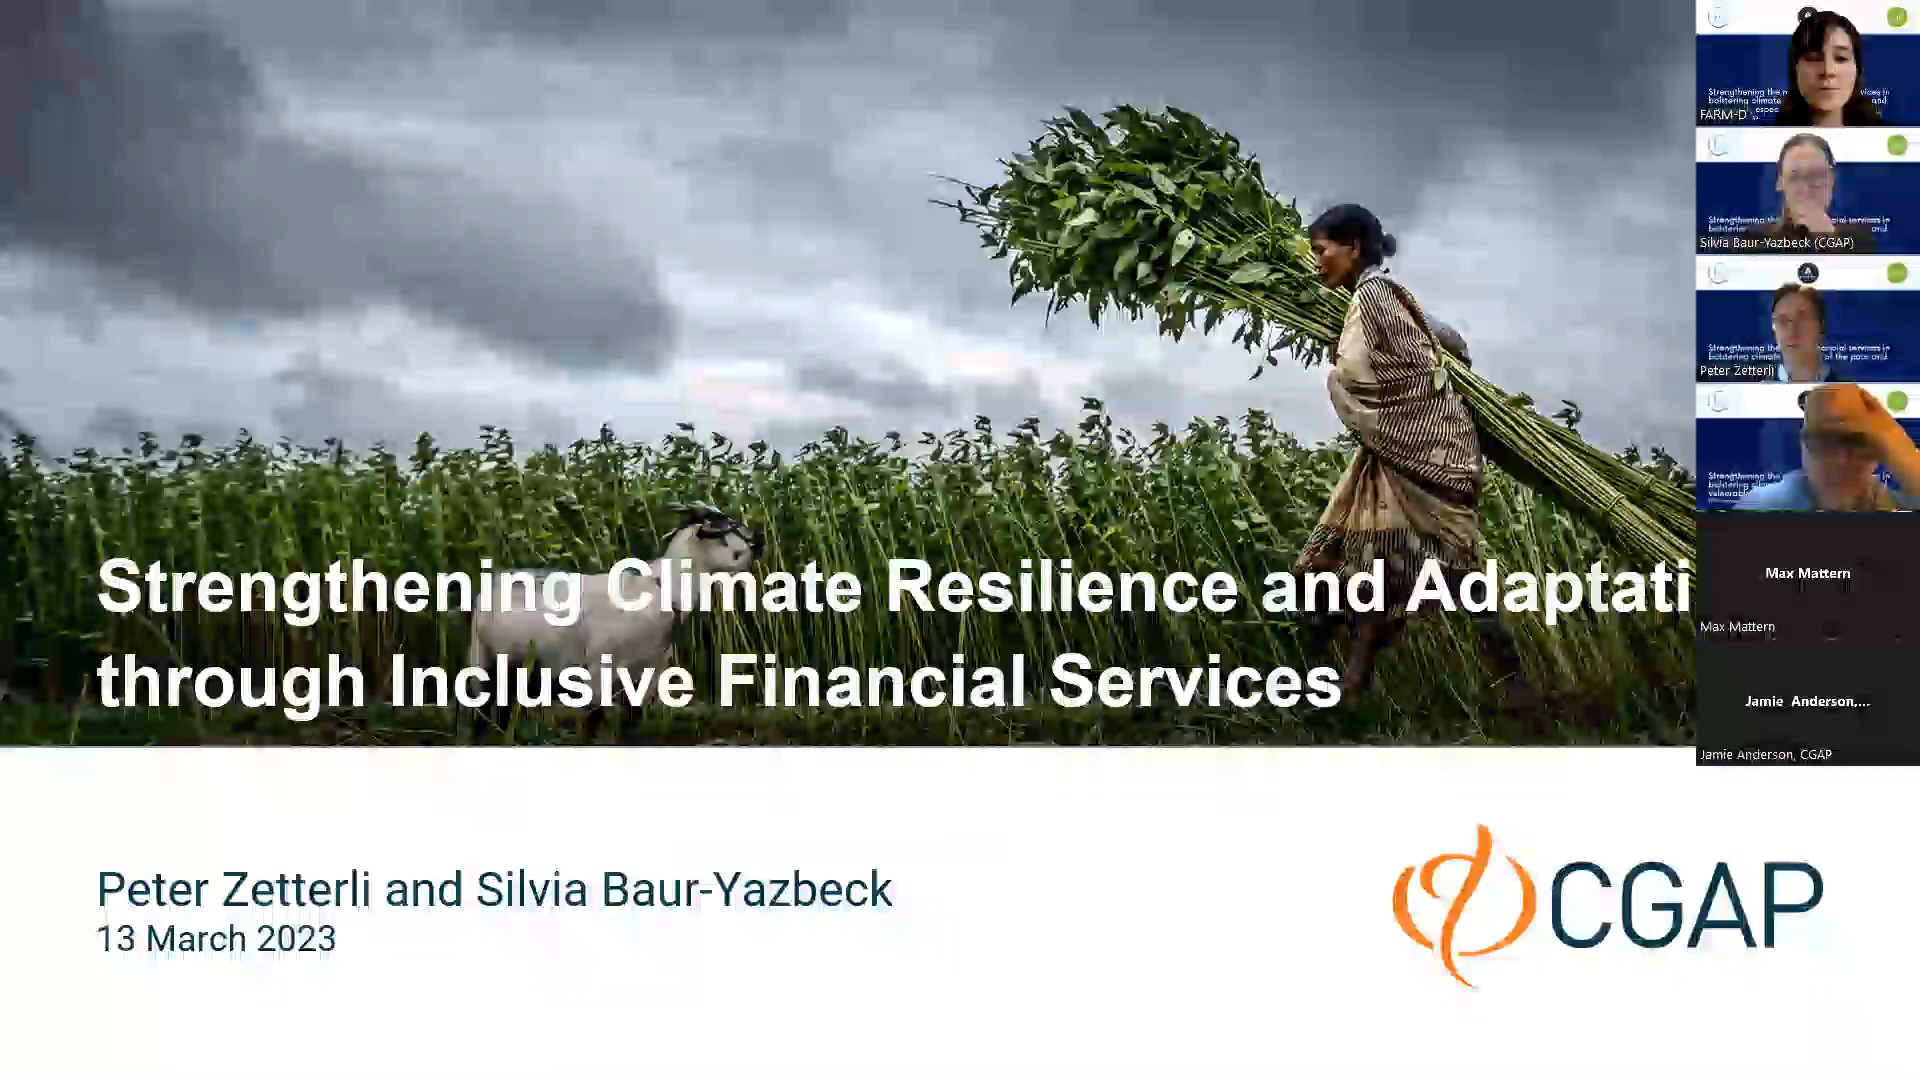 Strengthening Climate Resilience and Adaptati
through Inclusive Financial Services
Peter Zetterli and Silvia Baur-Yazbeck
13 March 2023
CGAP
FARM-D
Silvia Baur-Yazbeck (CGAP)
Peter Zetterli
Max Mattern
Max Mattern
Jamie Anderson,...
Jamie Anderson, CGAP